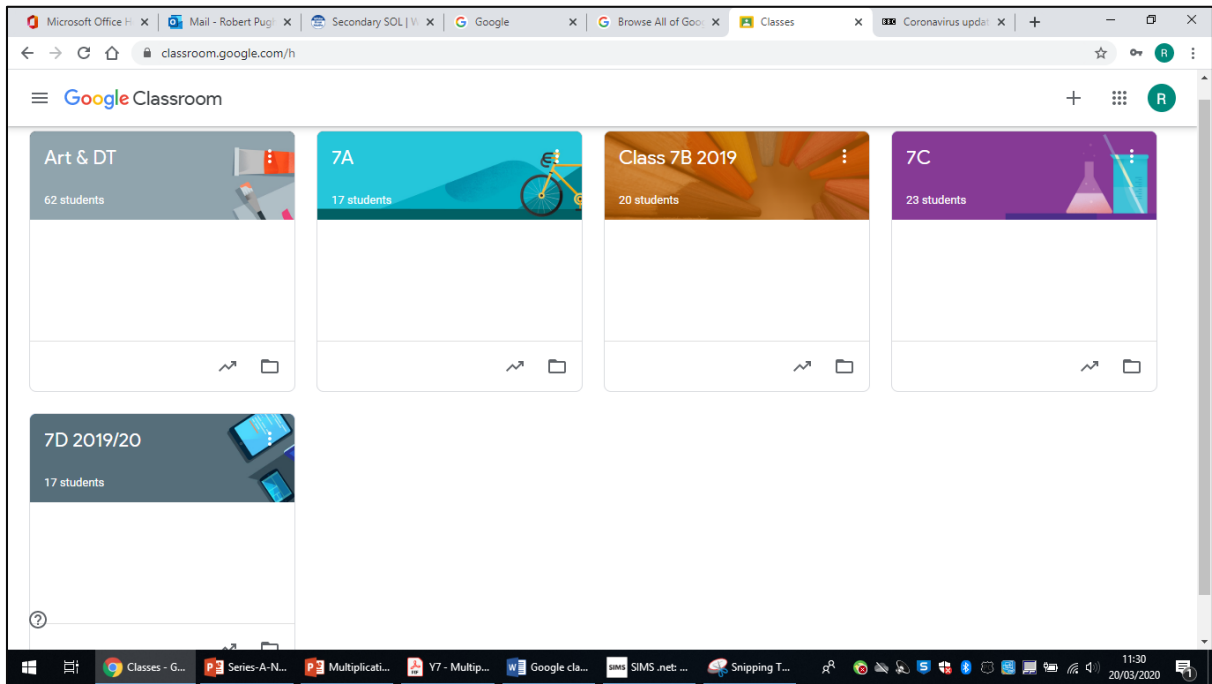 Microsoft Office H
Mail - Robert Pugh
Secondary SOL | W
Google
Browse All of Goog
Classes
Coronavirus updat
classroom.google.com/h
R
Google Classroom
R
Art & DT
62 students
7A
17 students
Class 7B 2019
20 students
7C
23 students
7D 2019/20
17 students
Classes - G...
Series-A-N...
Multiplicati...
Y7 - Multip...
Google cla...
SIMS .net: ...
Snipping T...
11:30
20/03/2020